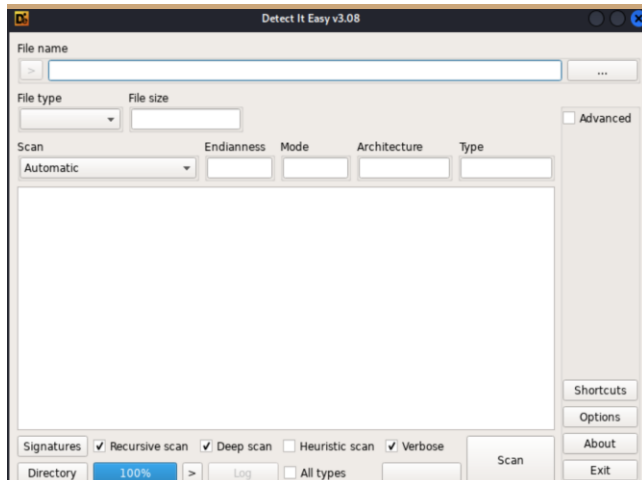 Detect It Easy v3.08
File name
> ...
File type File size
Advanced
Scan Endianness Mode Architecture Type
Automatic
Shortcuts
Options
Signatures Recursive scan Deep scan Heuristic scan Verbose Scan About
Directory 100% > Log All types Exit